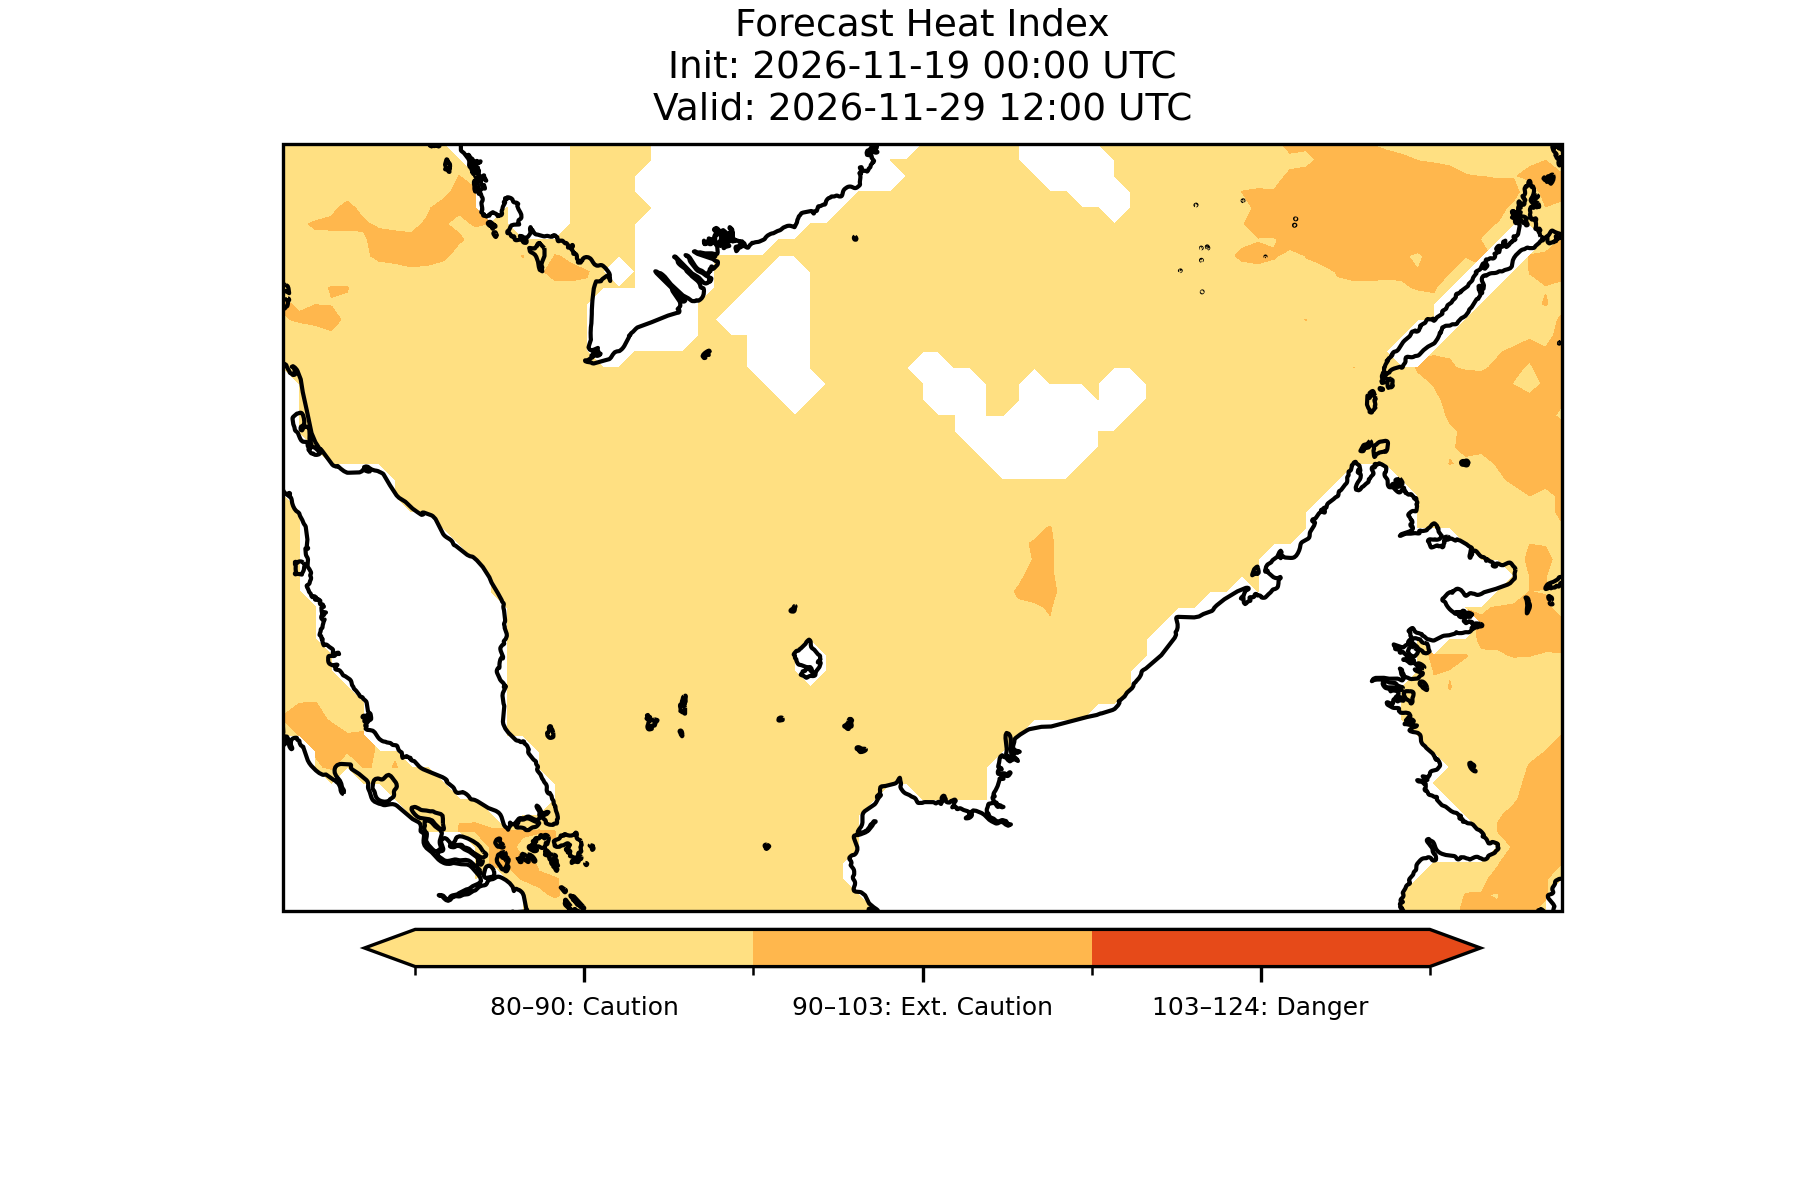 Forecast Heat Index
Init: 2026-11-19 00:00 UTC
Valid: 2026-11-29 12:00 UTC
80–90: Caution
90–103: Ext. Caution
103–124: Danger